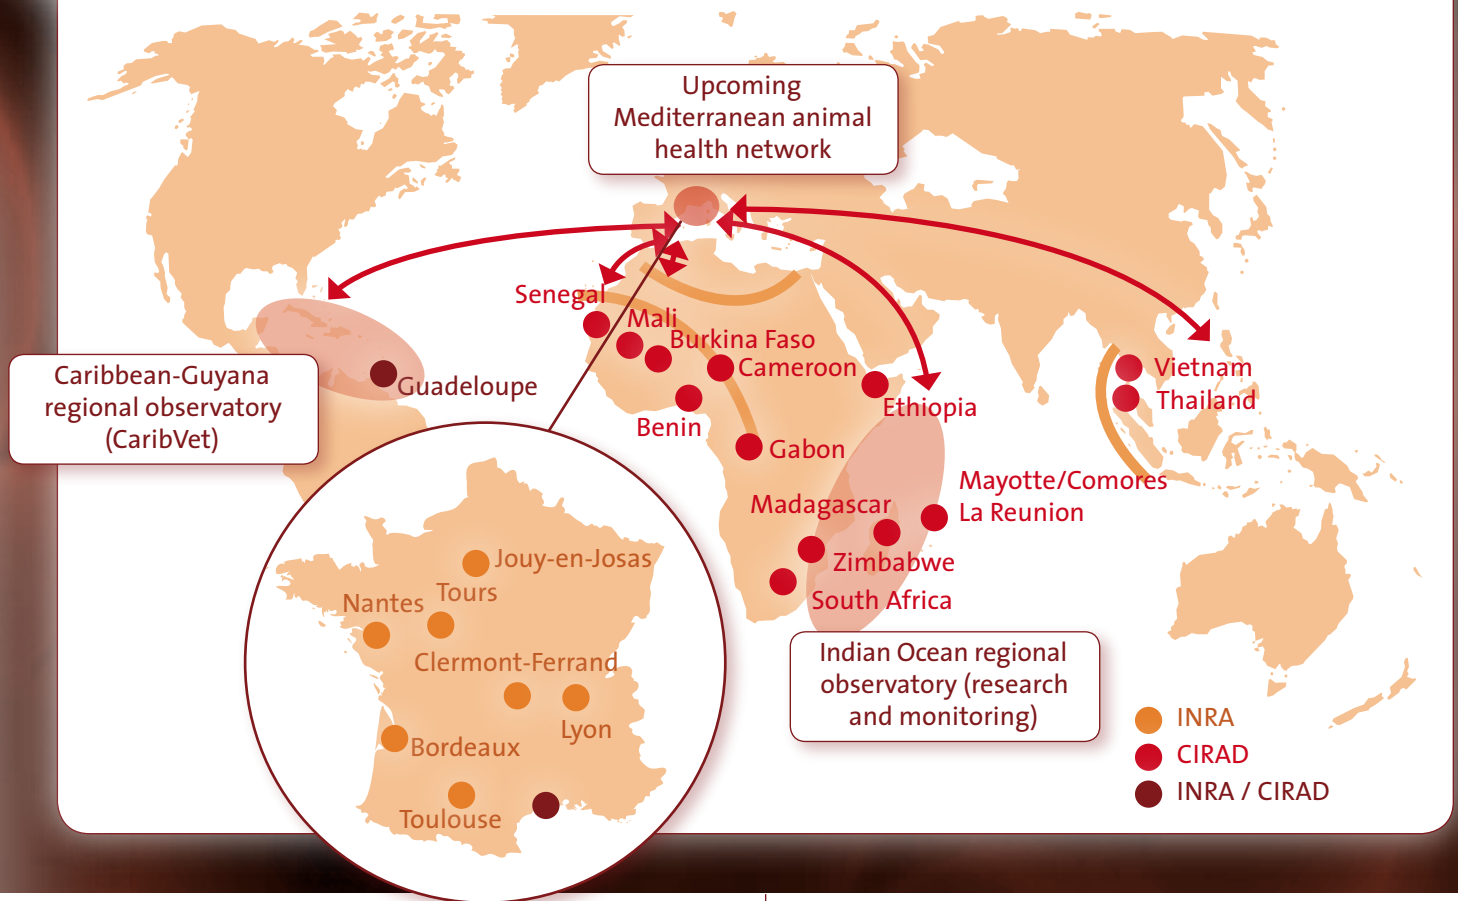 Upcoming
Mediterranean animal
health network
Senegal
Mali
Burkina Faso
Cameroon
Vietnam
Caribbean-Guyana
regional observatory
(CaribVet)
Guadeloupe
Thailand
Ethiopia
Benin
Gabon
Mayotte/Comores
La Reunion
Madagascar
Zimbabwe
South Africa
Jouy-en-Josas
Tours
Nantes
Clermont-Ferrand
Lyon
Bordeaux
Toulouse
Indian Ocean regional
observatory (research
and monitoring)
INRA
CIRAD
INRA / CIRAD